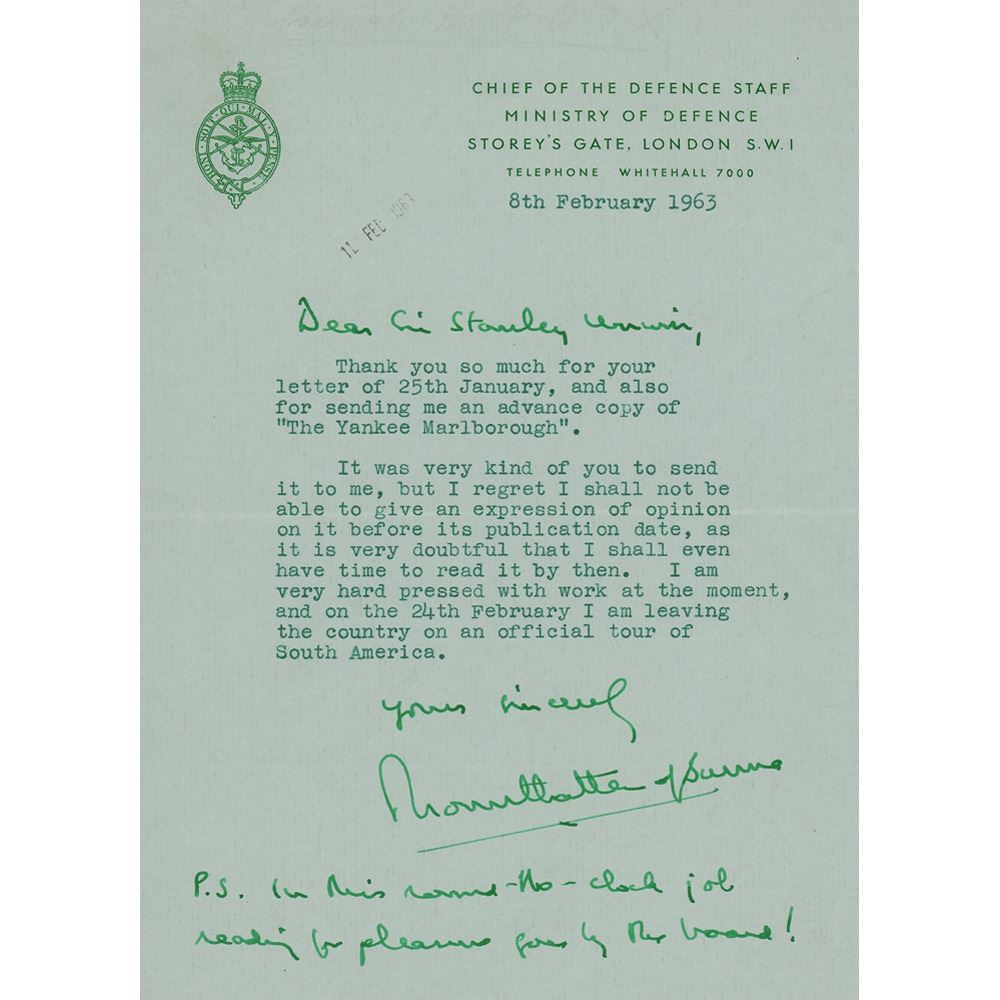 HONI · SOIT · QUI · MAL · Y · PENSE
CHIEF OF THE DEFENCE STAFF
MINISTRY OF DEFENCE
STOREY'S GATE, LONDON S.W.1
TELEPHONE WHITEHALL 7000
8th February 1963
11 FEB 1963
Dear Sir Stanley Unwin,
Thank you so much for your
letter of 25th January, and also
for sending me an advance copy of
"The Yankee Marlborough".
It was very kind of you to send
it to me, but I regret I shall not be
able to give an expression of opinion
on it before its publication date, as
it is very doubtful that I shall even
have time to read it by then. I am
very hard pressed with work at the moment,
and on the 24th February I am leaving
the country on an official tour of
South America.
Yours sincerely
Mountbatten of Burma
P.S. In this round-the-clock job
reading for pleasure goes by the board!